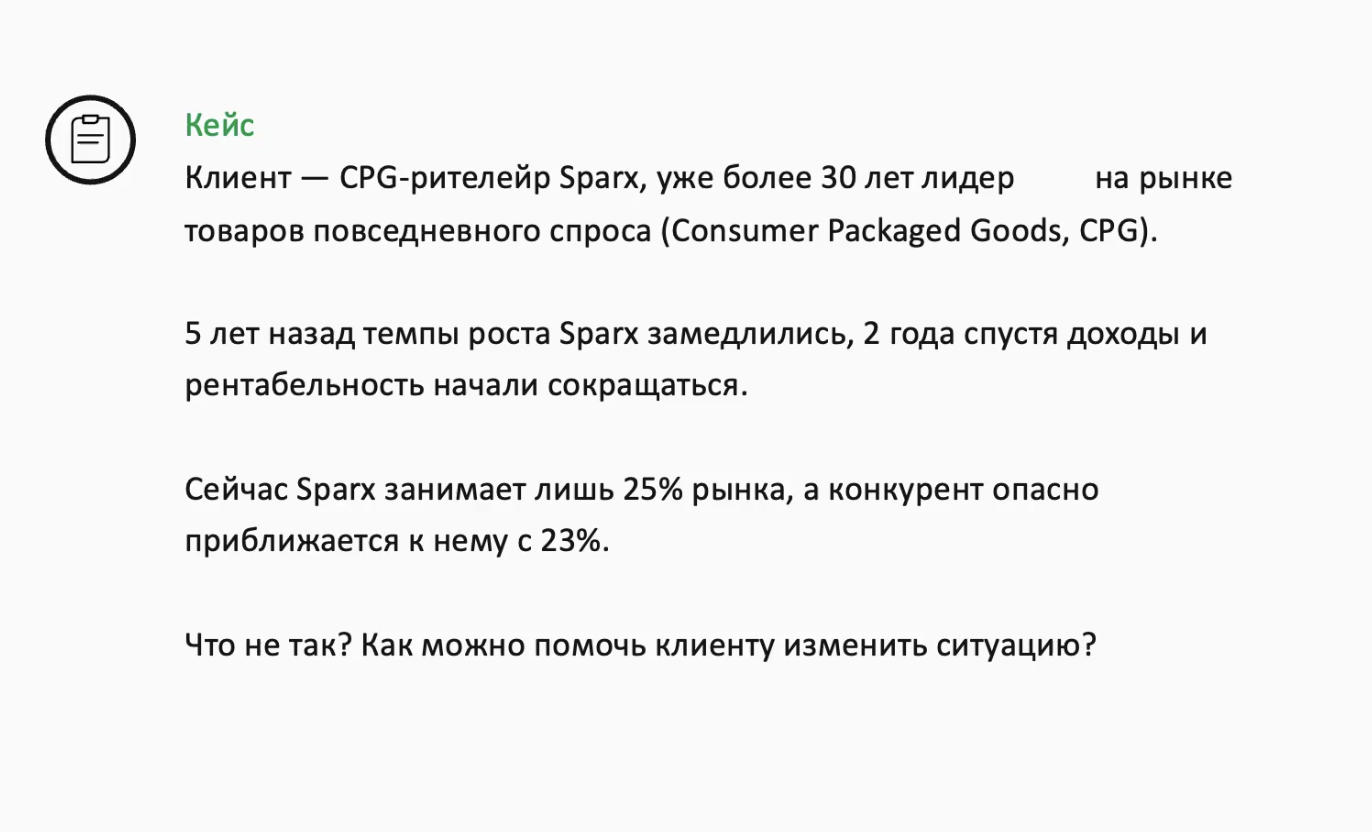 Кейс
Клиент — CPG-рителейр Sparx, уже более 30 лет лидер на рынке
товаров повседневного спроса (Consumer Packaged Goods, CPG).
5 лет назад темпы роста Sparx замедлились, 2 года спустя доходы и
рентабельность начали сокращаться.
Сейчас Sparx занимает лишь 25% рынка, а конкурент опасно
приближается к нему с 23%.
Что не так? Как можно помочь клиенту изменить ситуацию?